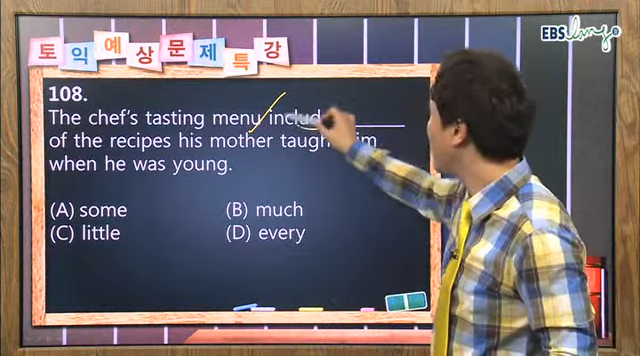 토익예상문제특강
EBSlang
108.
The chef's tasting menu
of the recipes his mother
when he was young.
(A) some
(B) much
(C) little
(D) every